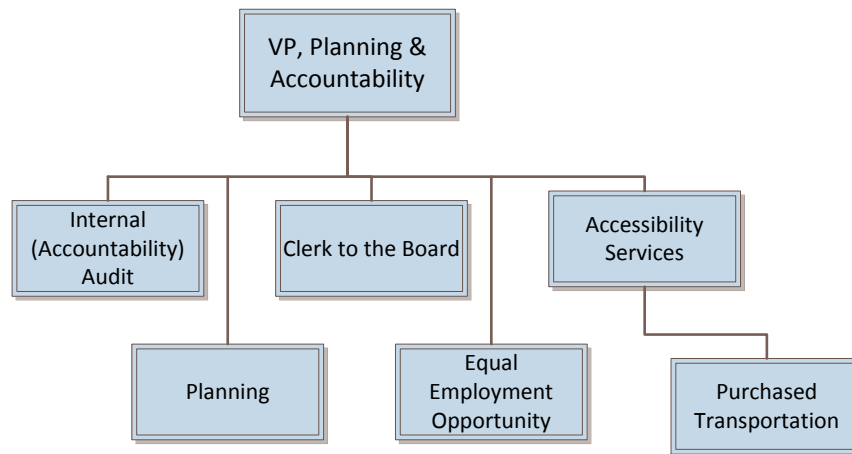 VP, Planning &
Accountability
Internal
(Accountability)
Audit
Clerk to the Board
Accessibility
Services
Planning
Equal
Employment
Opportunity
Purchased
Transportation